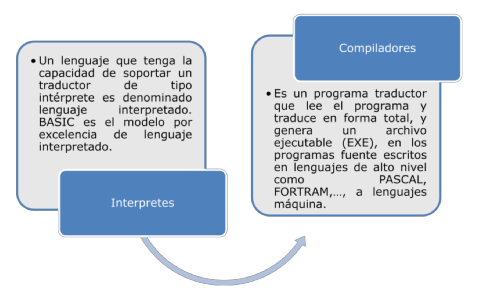 • Un lenguaje que tenga la
capacidad de soportar un
traductor de tipo
intérprete es denominado
lenguaje interpretado.
BASIC es el modelo por
excelencia de lenguaje
interpretado.
Interpretes
Compiladores
• Es un programa traductor
que lee el programa y
traduce en forma total, y
genera un archivo
ejecutable (EXE), en los
programas fuente escritos
en lenguajes de alto nivel
como PASCAL,
FORTRAM,..., a lenguajes
máquina.